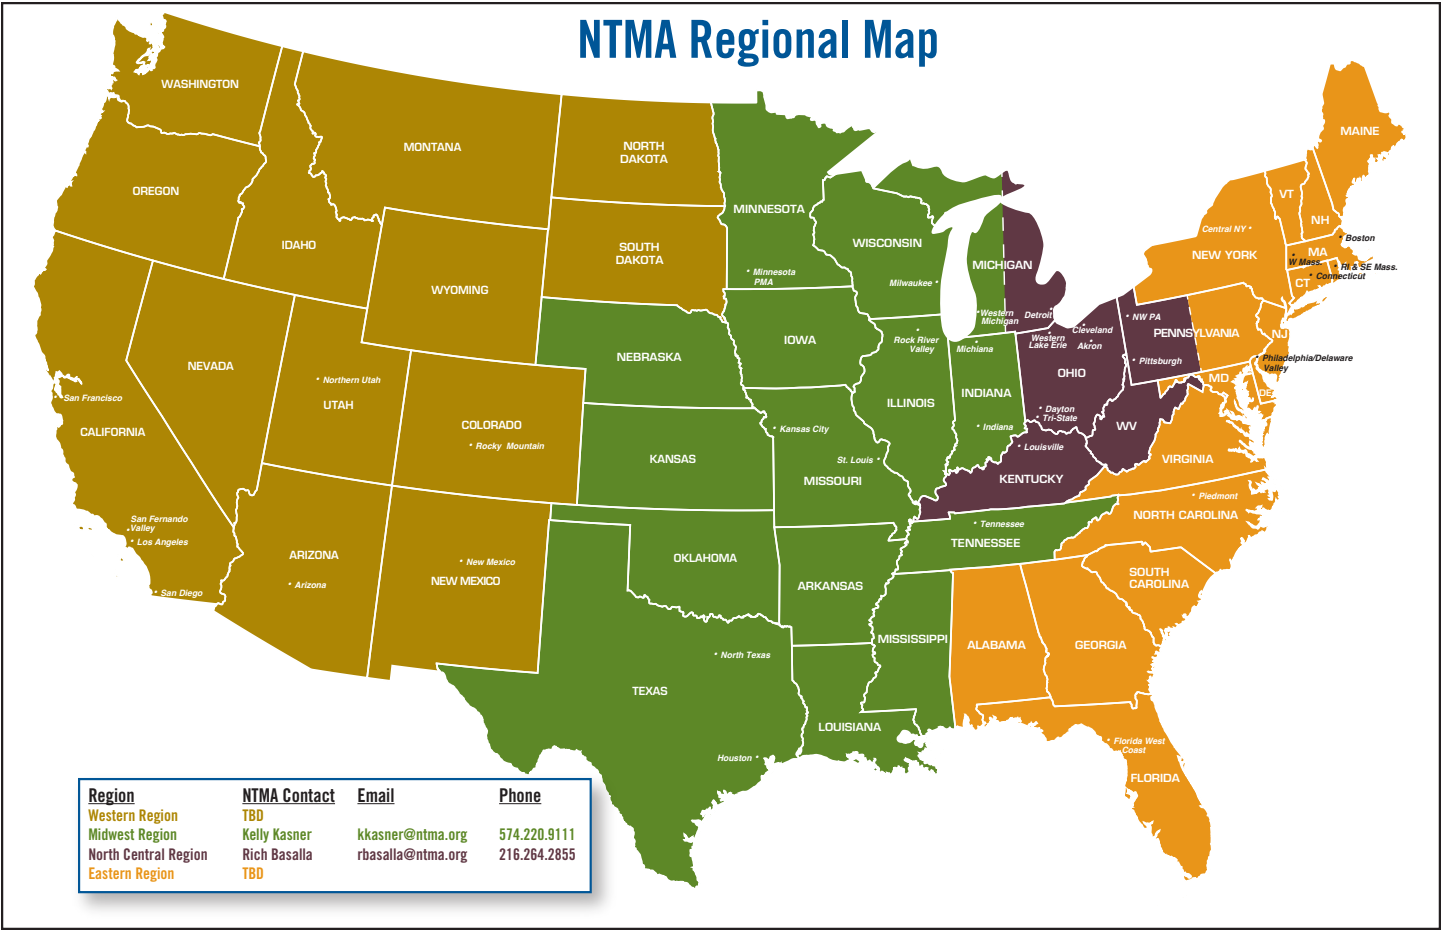 NTMA Regional Map
WASHINGTON
MONTANA
NORTH
DAKOTA
OREGON
IDAHO
MINNESOTA
WISCONSIN
MICHIGAN
MAINE
VT
NH
Central NY
NEW YORK
Boston
MA
W Mass.
RI & SE Mass.
CT
Connecticut
SOUTH
DAKOTA
WYOMING
Minnesota
PMA
Milwaukee
Western
Michigan
Detroit
Cleveland
Western
Lake Erie
Akron
NW PA
PENNSYLVANIA
Pittsburgh
NJ
Philadelphia/Delaware
Valley
MD
DE
IOWA
Rock River
Valley
Michiana
NEBRASKA
NEVADA
Northern Utah
UTAH
San Francisco
CALIFORNIA
COLORADO
Rocky Mountain
KANSAS
Kansas City
St. Louis
MISSOURI
ILLINOIS
INDIANA
Indiana
OHIO
Dayton
Tri-State
WV
Louisville
KENTUCKY
VIRGINIA
Piedmont
NORTH CAROLINA
Tennessee
TENNESSEE
San Fernando
Valley
Los Angeles
San Diego
ARIZONA
Arizona
New Mexico
NEW MEXICO
OKLAHOMA
ARKANSAS
SOUTH
CAROLINA
MISSISSIPPI
ALABAMA
GEORGIA
North Texas
TEXAS
Houston
LOUISIANA
Florida West
Coast
FLORIDA
Region NTMA Contact Email Phone
Western Region TBD
Midwest Region Kelly Kasner kkasner@ntma.org 574.220.9111
North Central Region Rich Basalla rbasalla@ntma.org 216.264.2855
Eastern Region TBD